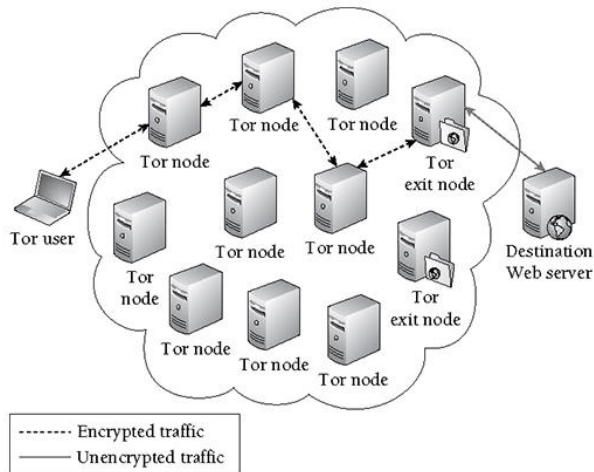 Tor node
Tor node
Tor node
Tor
exit node
Tor user
Tor node
Tor node
Tor
node
Destination
Web server
Tor
exit node
Tor node
Tor node
Tor node
Encrypted traffic
Unencrypted traffic